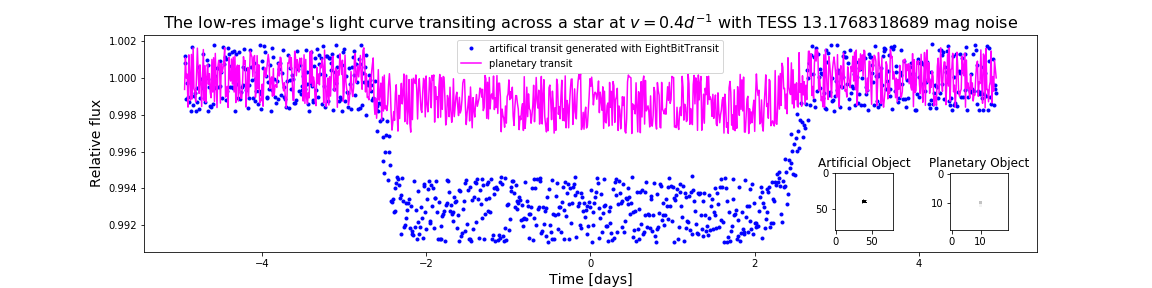 The low-res image's light curve transiting across a star at v = 0.4d⁻¹ with TESS 13.1768318689 mag noise
artifical transit generated with EightBitTransit
planetary transit
Relative flux
1.002
1.000
0.998
0.996
0.994
0.992
Artificial Object
Planetary Object
0
50
0
50
0
10
0
10
−4
−2
0
2
4
Time [days]